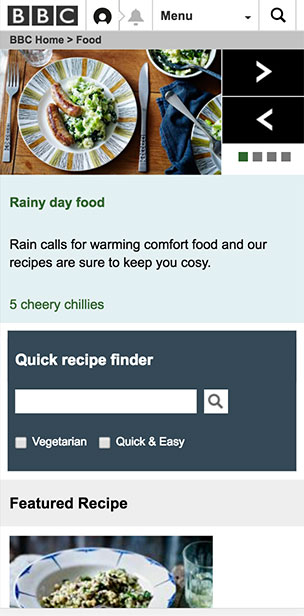 BBC
Menu
BBC Home > Food
Rainy day food
Rain calls for warming comfort food and our
recipes are sure to keep you cosy.
5 cheery chillies
Quick recipe finder
Vegetarian
Quick & Easy
Featured Recipe